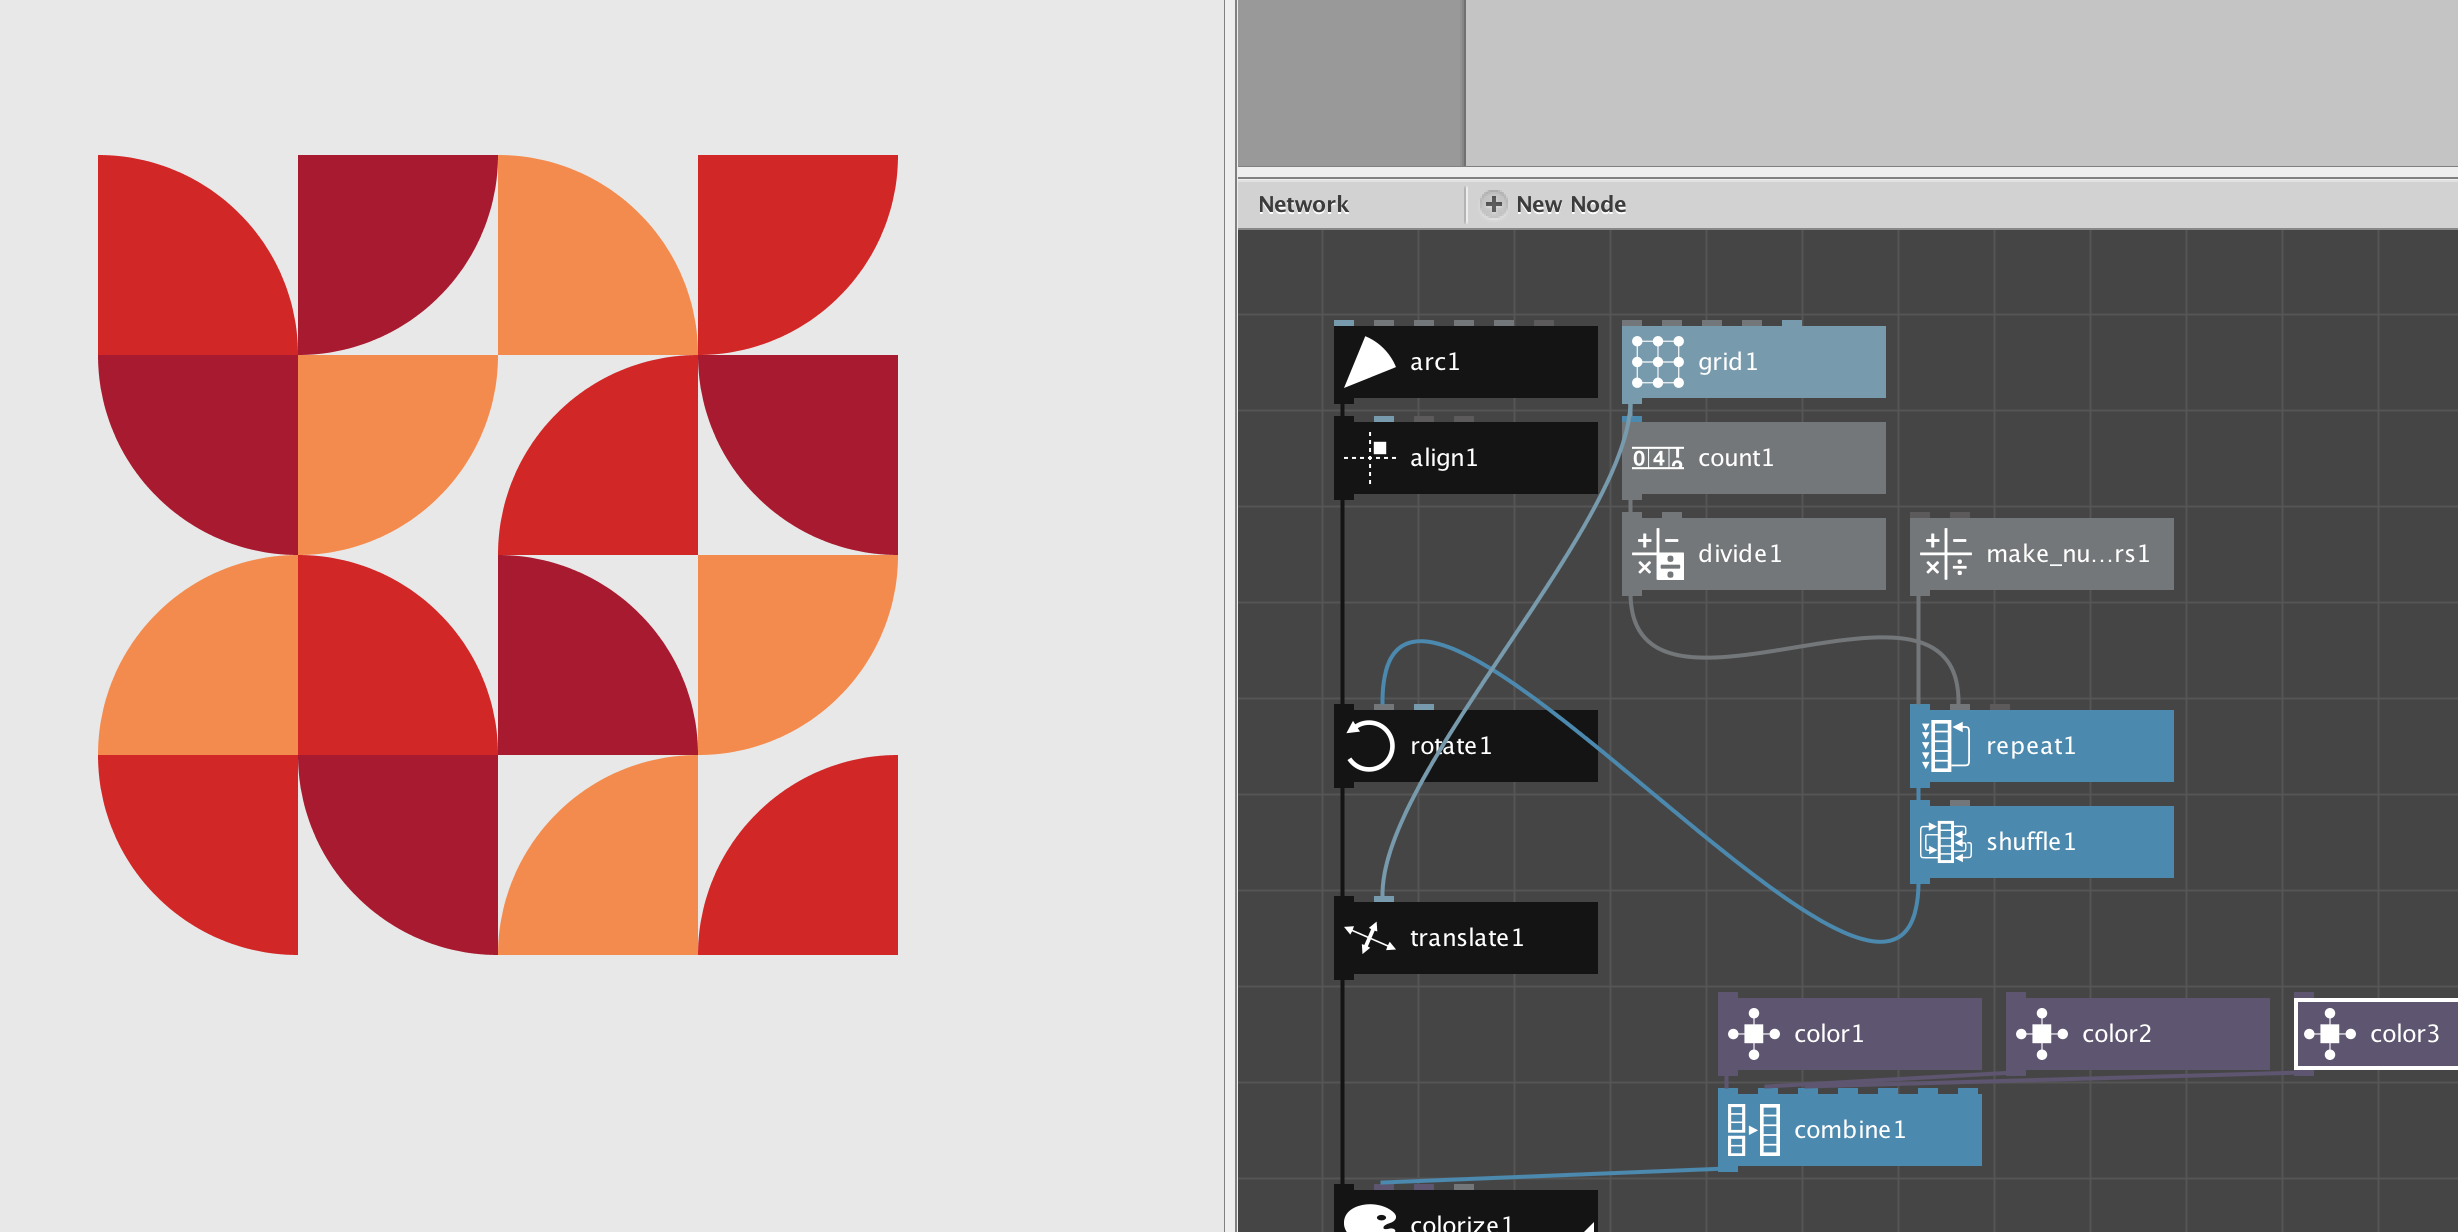 Network
New Node
arc1
grid1
align1
count1
divide1
make_nu...rs1
rotate1
repeat1
shuffle1
translate1
color1
color2
color3
combine1
colorize1